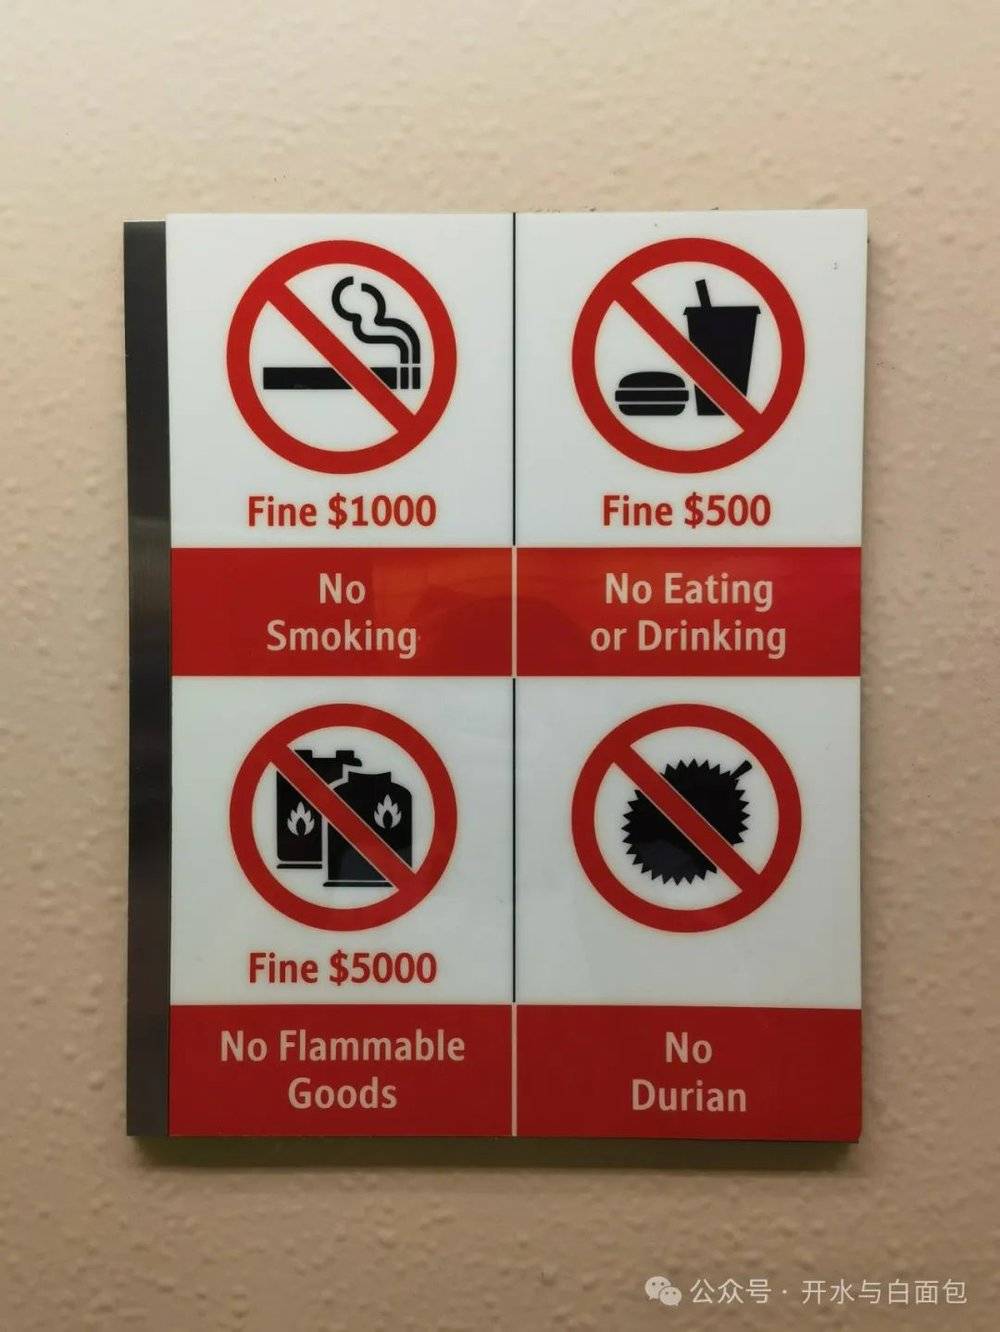 Fine $1000
No
Smoking
Fine $500
No Eating
or Drinking
Fine $5000
No Flammable
Goods
No
Durian
公众号 · 开水与白面包